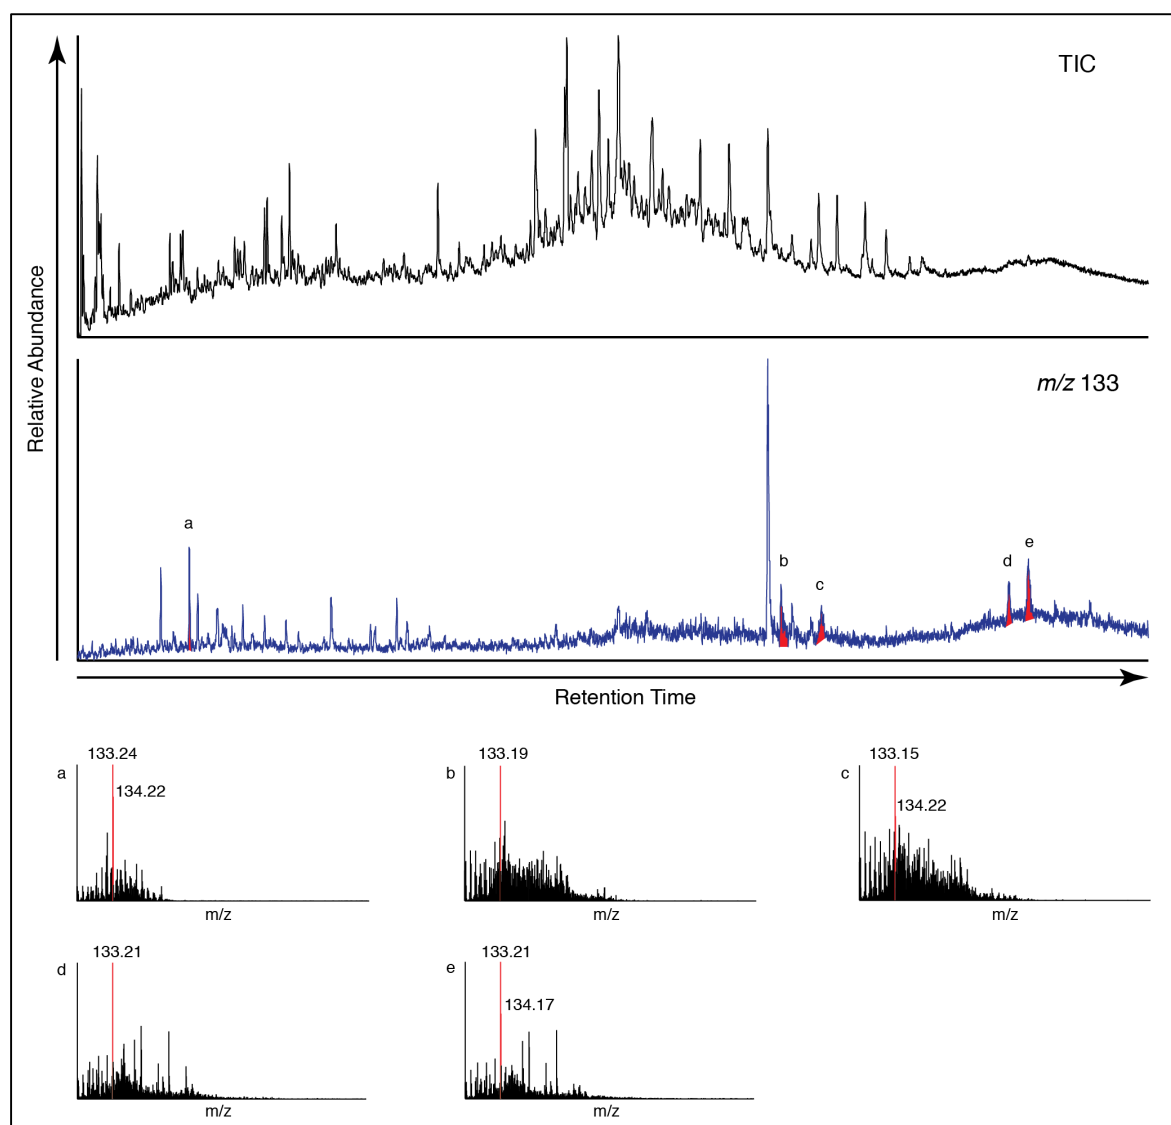 TIC
Relative Abundance
m/z 133
a
b
c
d
e
Retention Time
133.24
a
134.22
m/z
133.19
b
m/z
133.15
c
134.22
m/z
133.21
d
m/z
133.21
e
134.17
m/z